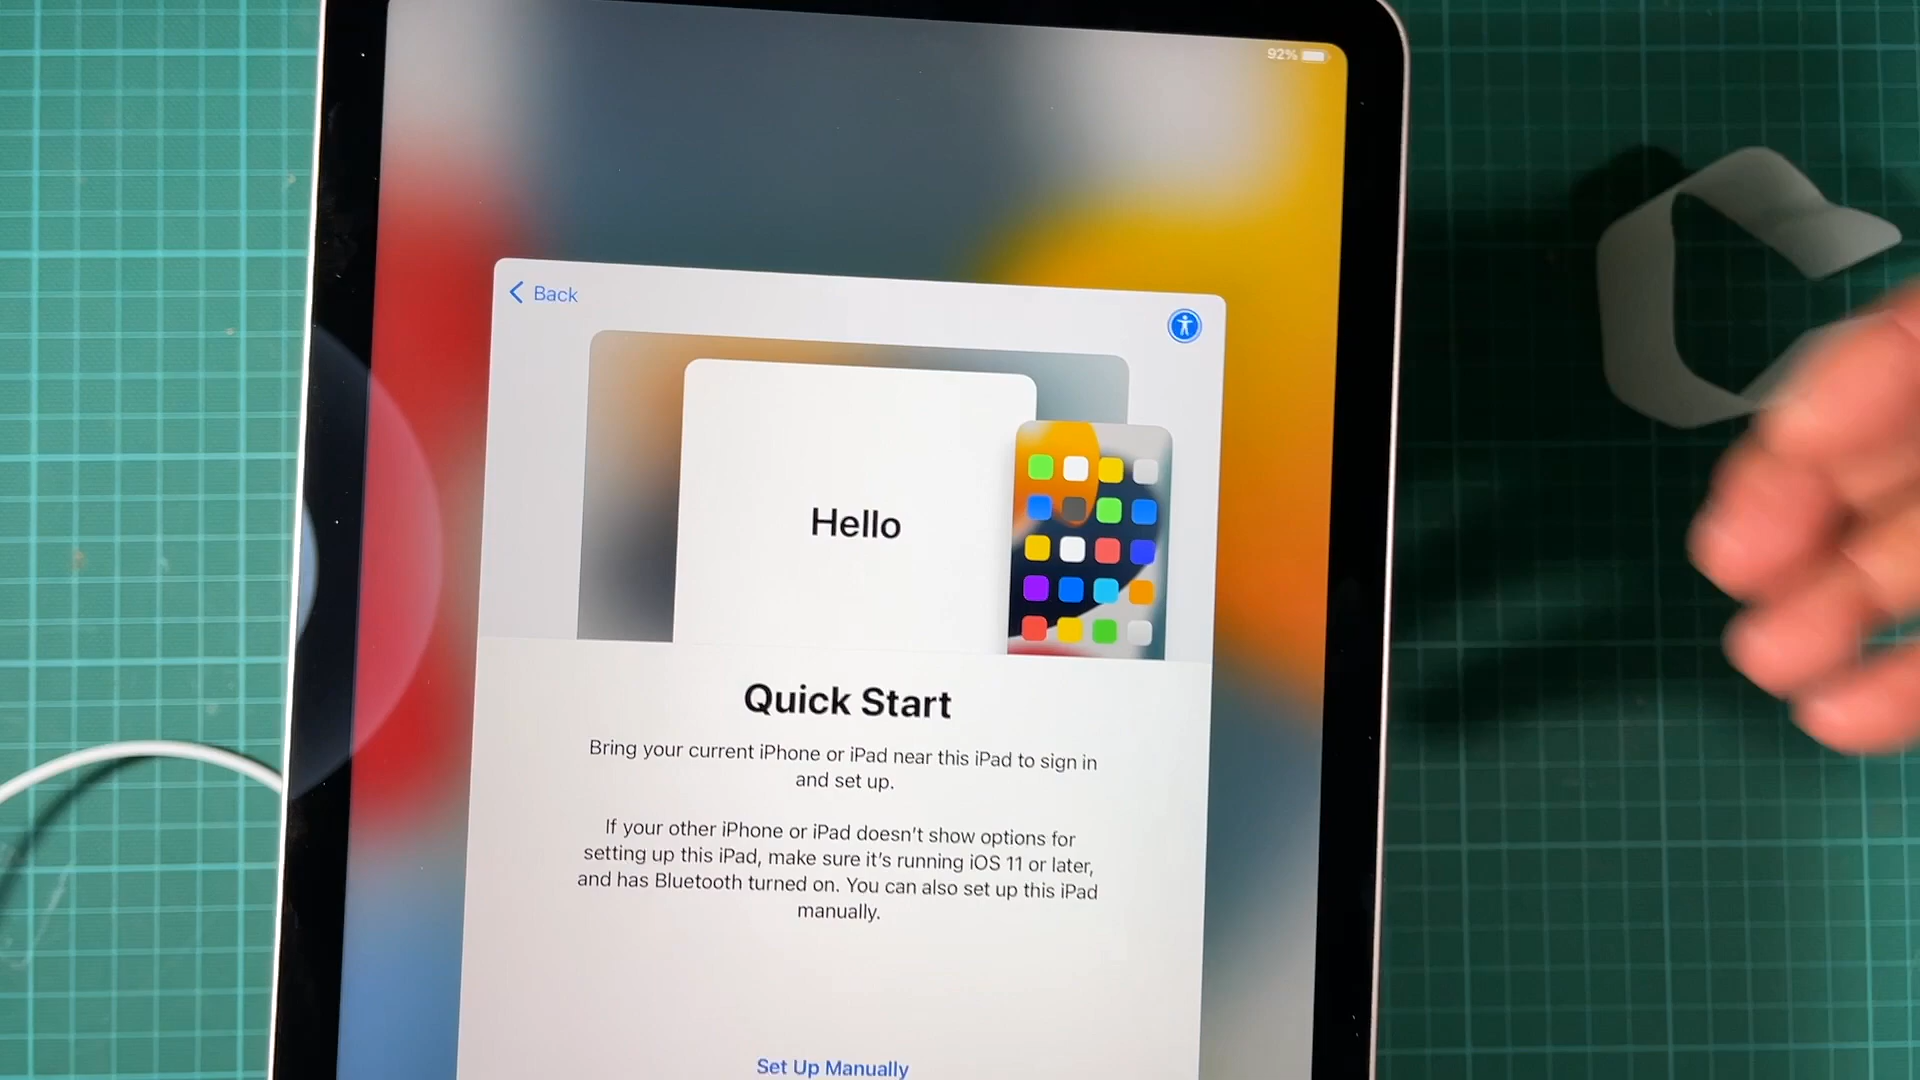 92%
Back
Hello
Quick Start
Bring your current iPhone or iPad near this iPad to sign in
and set up.
If your other iPhone or iPad doesn’t show options for
setting up this iPad, make sure it’s running iOS 11 or later,
and has Bluetooth turned on. You can also set up this iPad
manually.
Set Up Manually